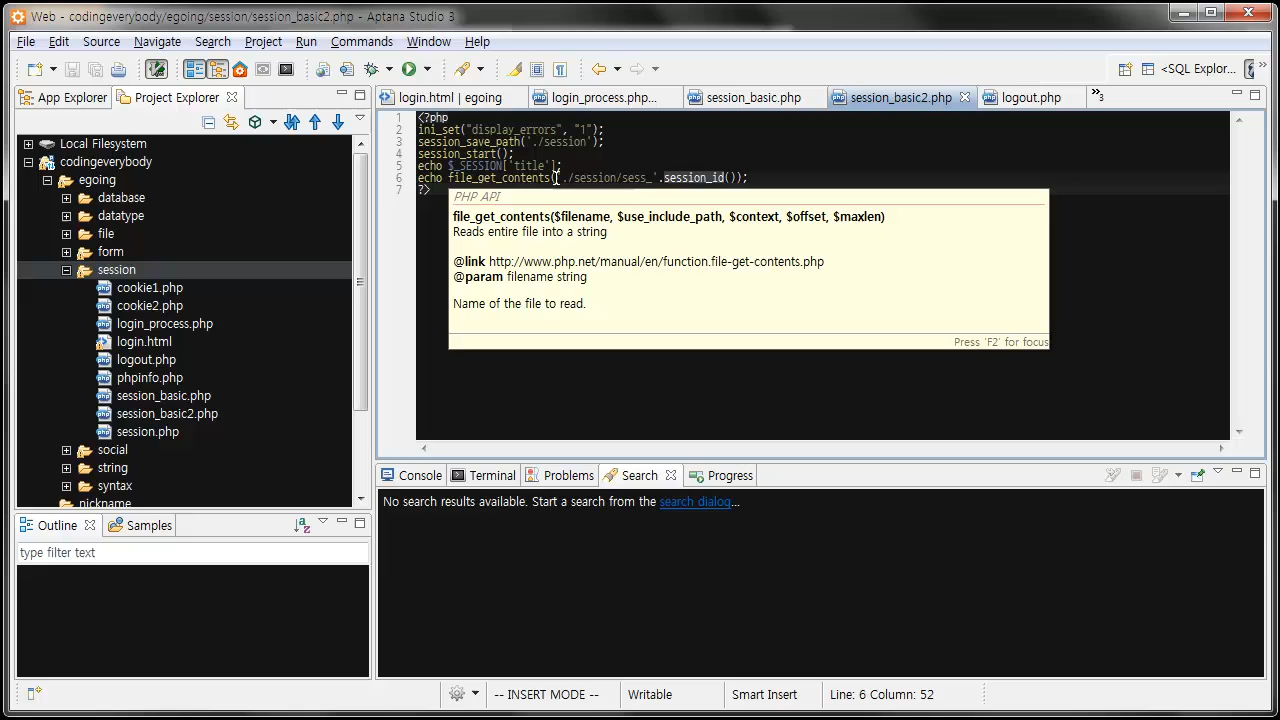 Web - codingeverybody/egoing/session/session_basic2.php - Aptana Studio 3
File Edit Source Navigate Search Project Run Commands Window Help
<SQL Explor...
App Explorer Project Explorer
login.html | egoing login_process.php... session_basic.php session_basic2.php logout.php »3
Local Filesystem
codingeverybody
egoing
database
datatype
file
form
session
cookie1.php
cookie2.php
login_process.php
login.html
logout.php
phpinfo.php
session_basic.php
session_basic2.php
session.php
social
string
syntax
nickname
1 <?php
2 ini_set("display_errors", "1");
3 session_save_path('./session');
4 session_start();
5 echo $_SESSION['title'];
6 echo file_get_contents('./session/sess_'.session_id());
7 ?>
PHP API
file_get_contents($filename, $use_include_path, $context, $offset, $maxlen)
Reads entire file into a string
@link http://www.php.net/manual/en/function.file-get-contents.php
@param filename string
Name of the file to read.
Press 'F2' for focus
Outline Samples
type filter text
Console Terminal Problems Search Progress
No search results available. Start a search from the search dialog...
-- INSERT MODE -- Writable Smart Insert Line: 6 Column: 52